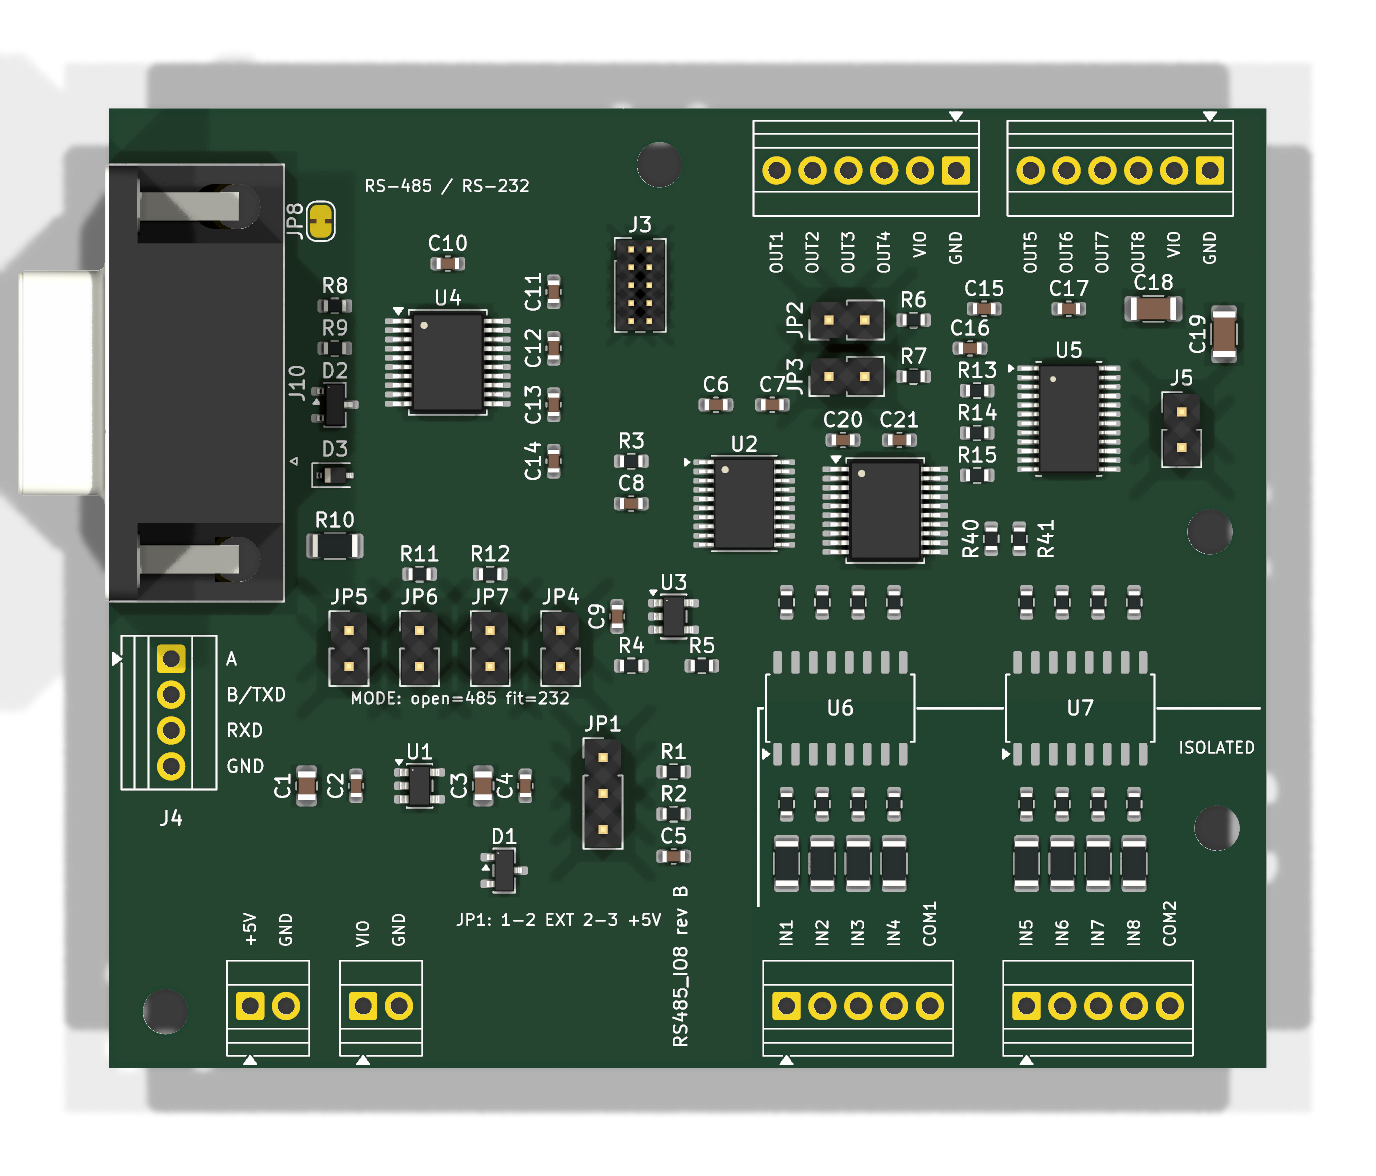 RS-485 / RS-232
JP8
J3
C10
OUT1
OUT2
OUT3
OUT4
VIO
GND
OUT5
OUT6
OUT7
OUT8
VIO
GND
R8
U4
C11
JP2
R6
C15
C17
C18
R9
C12
C16
C19
D2
J10
JP3
R7
U5
R13
J5
C13
C6
C7
R14
C20
C21
D3
C14
R3
U2
R15
C8
R10
R40
R41
R11
R12
JP5
JP6
JP7
JP4
C9
U3
R4
R5
A
B/TXD
RXD
GND
J4
MODE: open=485 fit=232
U6
U7
ISOLATED
JP1
U1
R1
C1
C2
C3
C4
R2
D1
C5
JP1: 1-2 EXT 2-3 +5V
RS485_IO8 rev B
+5V
GND
VIO
GND
IN1
IN2
IN3
IN4
COM1
IN5
IN6
IN7
IN8
COM2